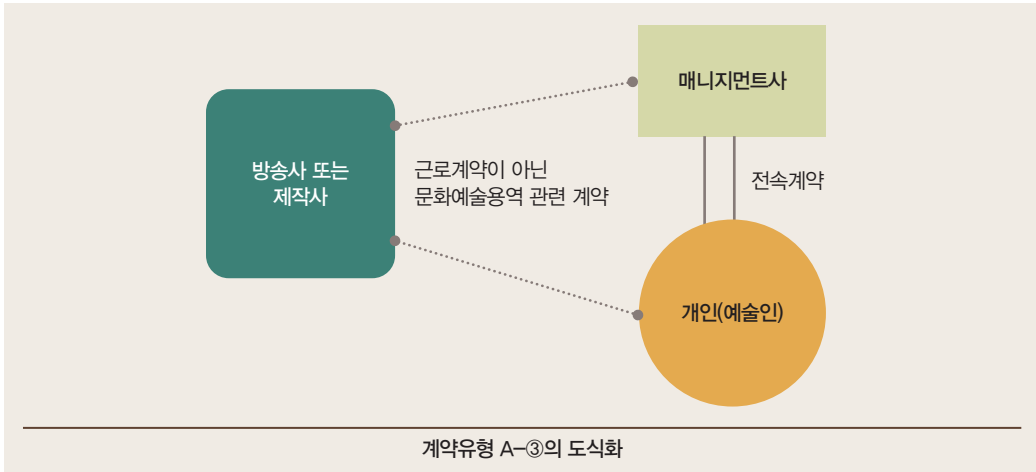 매니지먼트사
방송사 또는
제작사
근로계약이 아닌
문화예술용역 관련 계약
전속계약
개인(예술인)
계약유형 A-③의 도식화